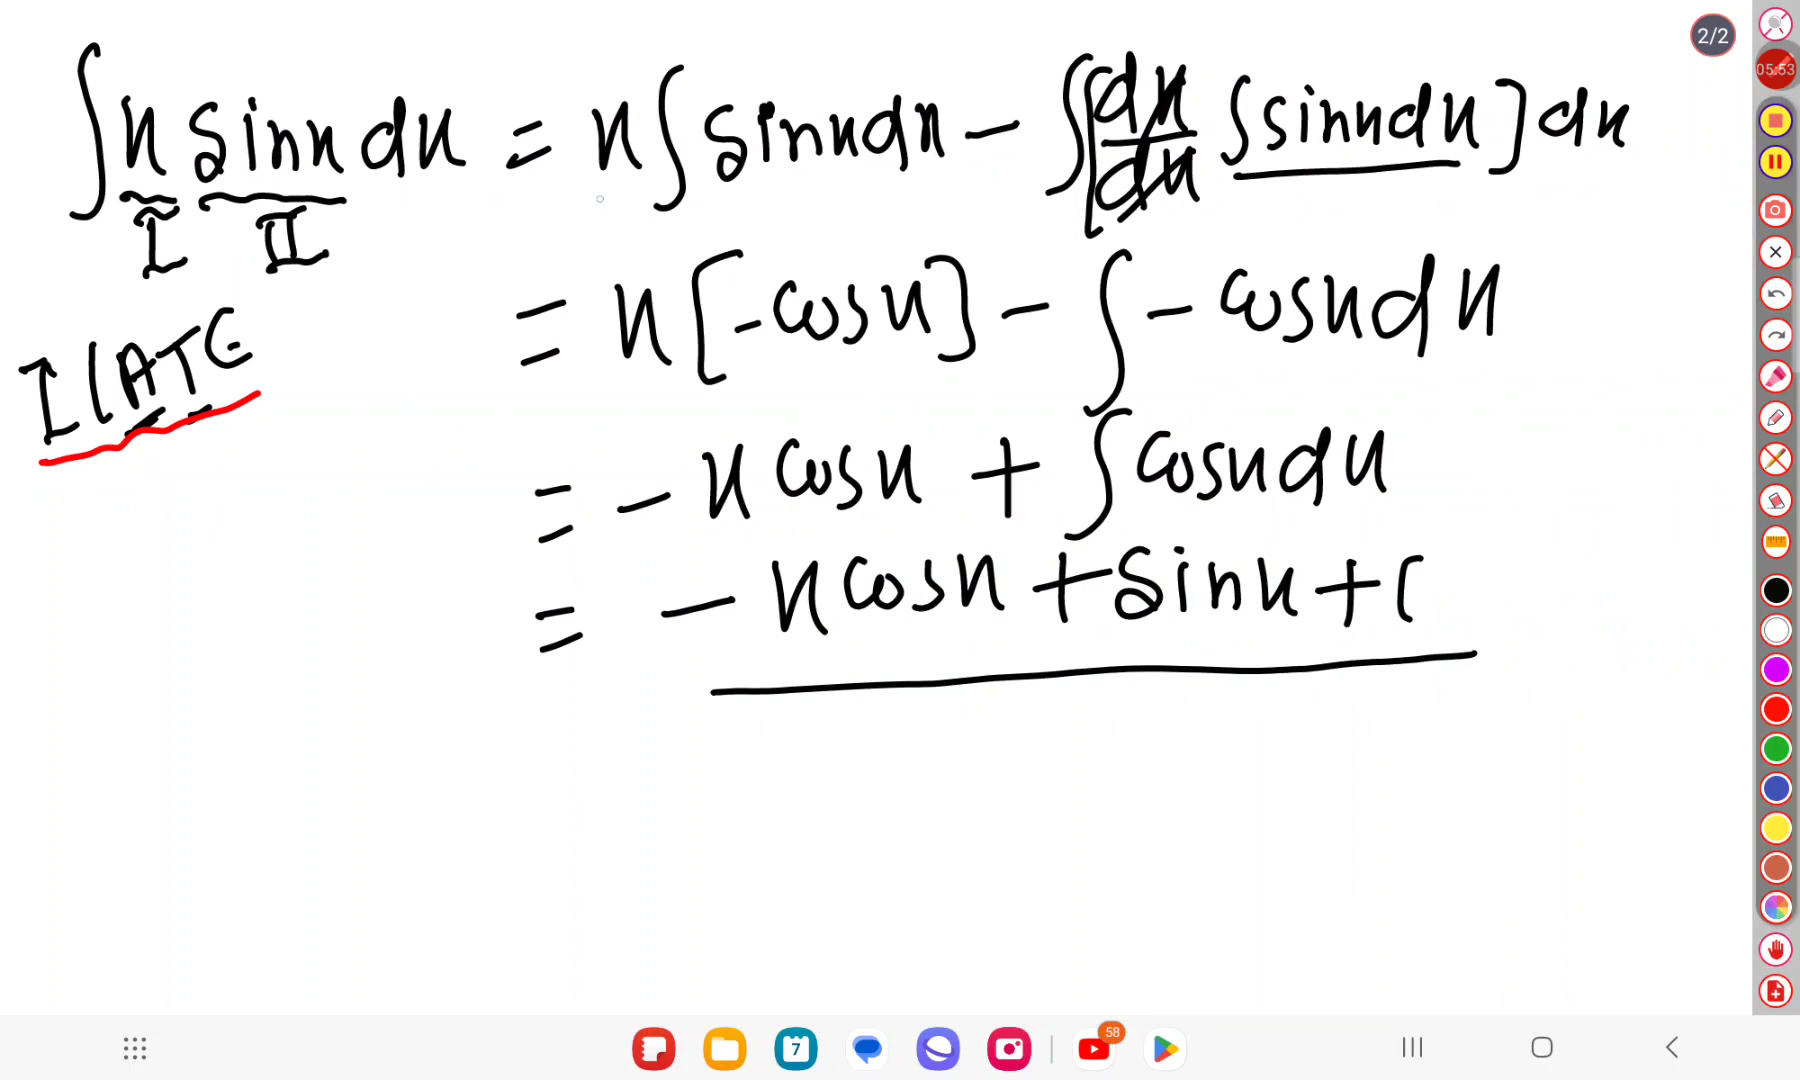 ∫ x sinx dx = x ∫ sinx dx - ∫ [dx/dx ∫ sinx dx] dx
I II
= x [-cosx] - ∫ - cosx dx
ILATE
= - x cosx + ∫ cosx dx
= - x cosx + sinx + C
2/2
05:53
7
58